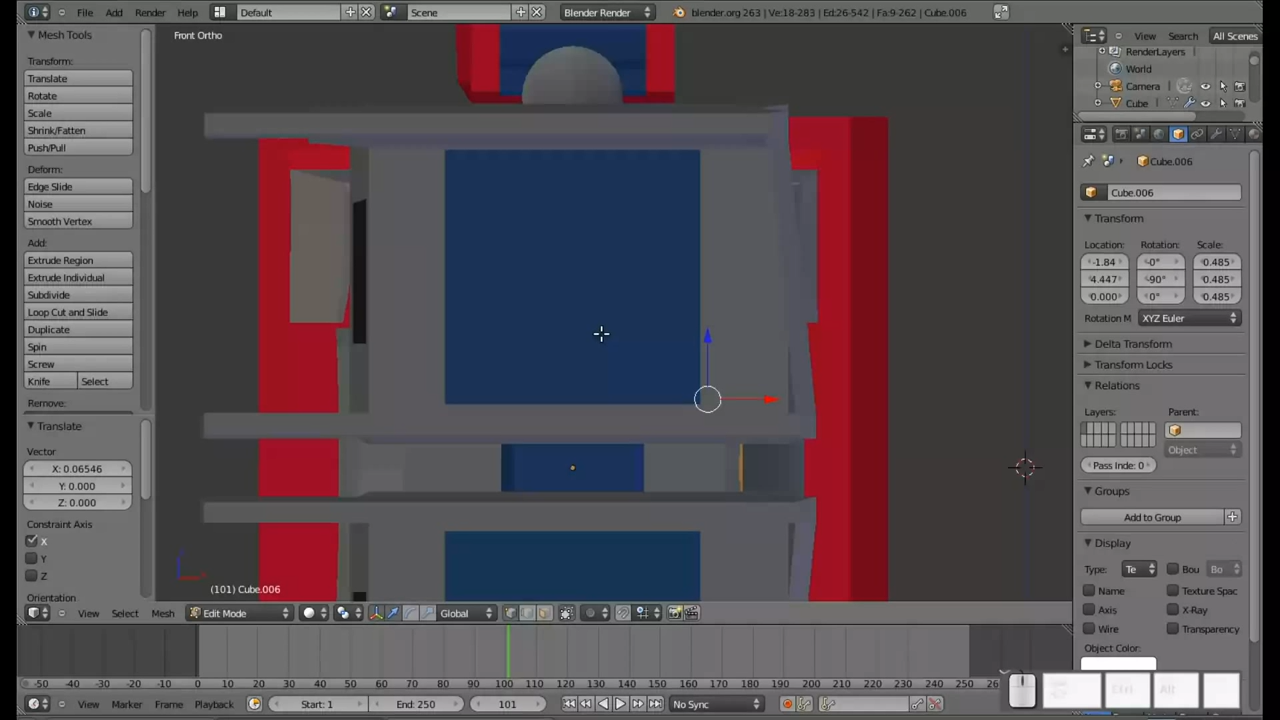 File Add Render Help Default Scene Blender Render blender.org 263 | Ve:18-283 | Ed:26-542 | Fa:9-262 | Cube.006
Mesh Tools
Transform:
Translate
Rotate
Scale
Shrink/Fatten
Push/Pull
Deform:
Edge Slide
Noise
Smooth Vertex
Add:
Extrude Region
Extrude Individual
Subdivide
Loop Cut and Slide
Duplicate
Spin
Screw
Knife Select
Remove:
Translate
Vector
X: 0.06546
Y: 0.000
Z: 0.000
Constraint Axis
X
Y
Z
Orientation
Front Ortho
(101) Cube.006
View Select Mesh Edit Mode Global
View Search All Scenes
RenderLayers
World
Camera
Cube
Cube.006
Cube.006
Transform
Location: Rotation: Scale:
-1.84 -0° 0.485
4.447 -90° 0.485
0.000 0° 0.485
Rotation M XYZ Euler
Delta Transform
Transform Locks
Relations
Layers: Parent:
Object
Pass Inde: 0
Groups
Add to Group
Display
Type: Te Bou Bo
Name Texture Spac
Axis X-Ray
Wire Transparency
Object Color:
Ctrl Alt
-50 -40 -30 -20 -10 0 10 20 30 40 50 60 70 80 90 100 110 120 130 140 150 160 170 180 190 200 210 220 230 240 250 26
View Marker Frame Playback Start: 1 End: 250 101 No Sync